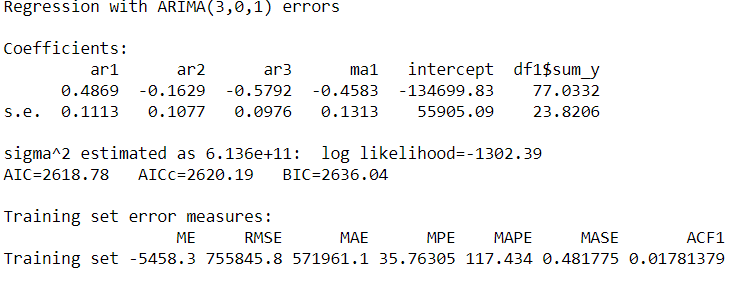 Regression with ARIMA(3,0,1) errors
Coefficients:
ar1 ar2 ar3 ma1 intercept df1$sum_y
0.4869 -0.1629 -0.5792 -0.4583 -134699.83 77.0332
s.e. 0.1113 0.1077 0.0976 0.1313 55905.09 23.8206
sigma^2 estimated as 6.136e+11: log likelihood=-1302.39
AIC=2618.78 AICc=2620.19 BIC=2636.04
Training set error measures:
ME RMSE MAE MPE MAPE MASE ACF1
Training set -5458.3 755845.8 571961.1 35.76305 117.434 0.481775 0.01781379